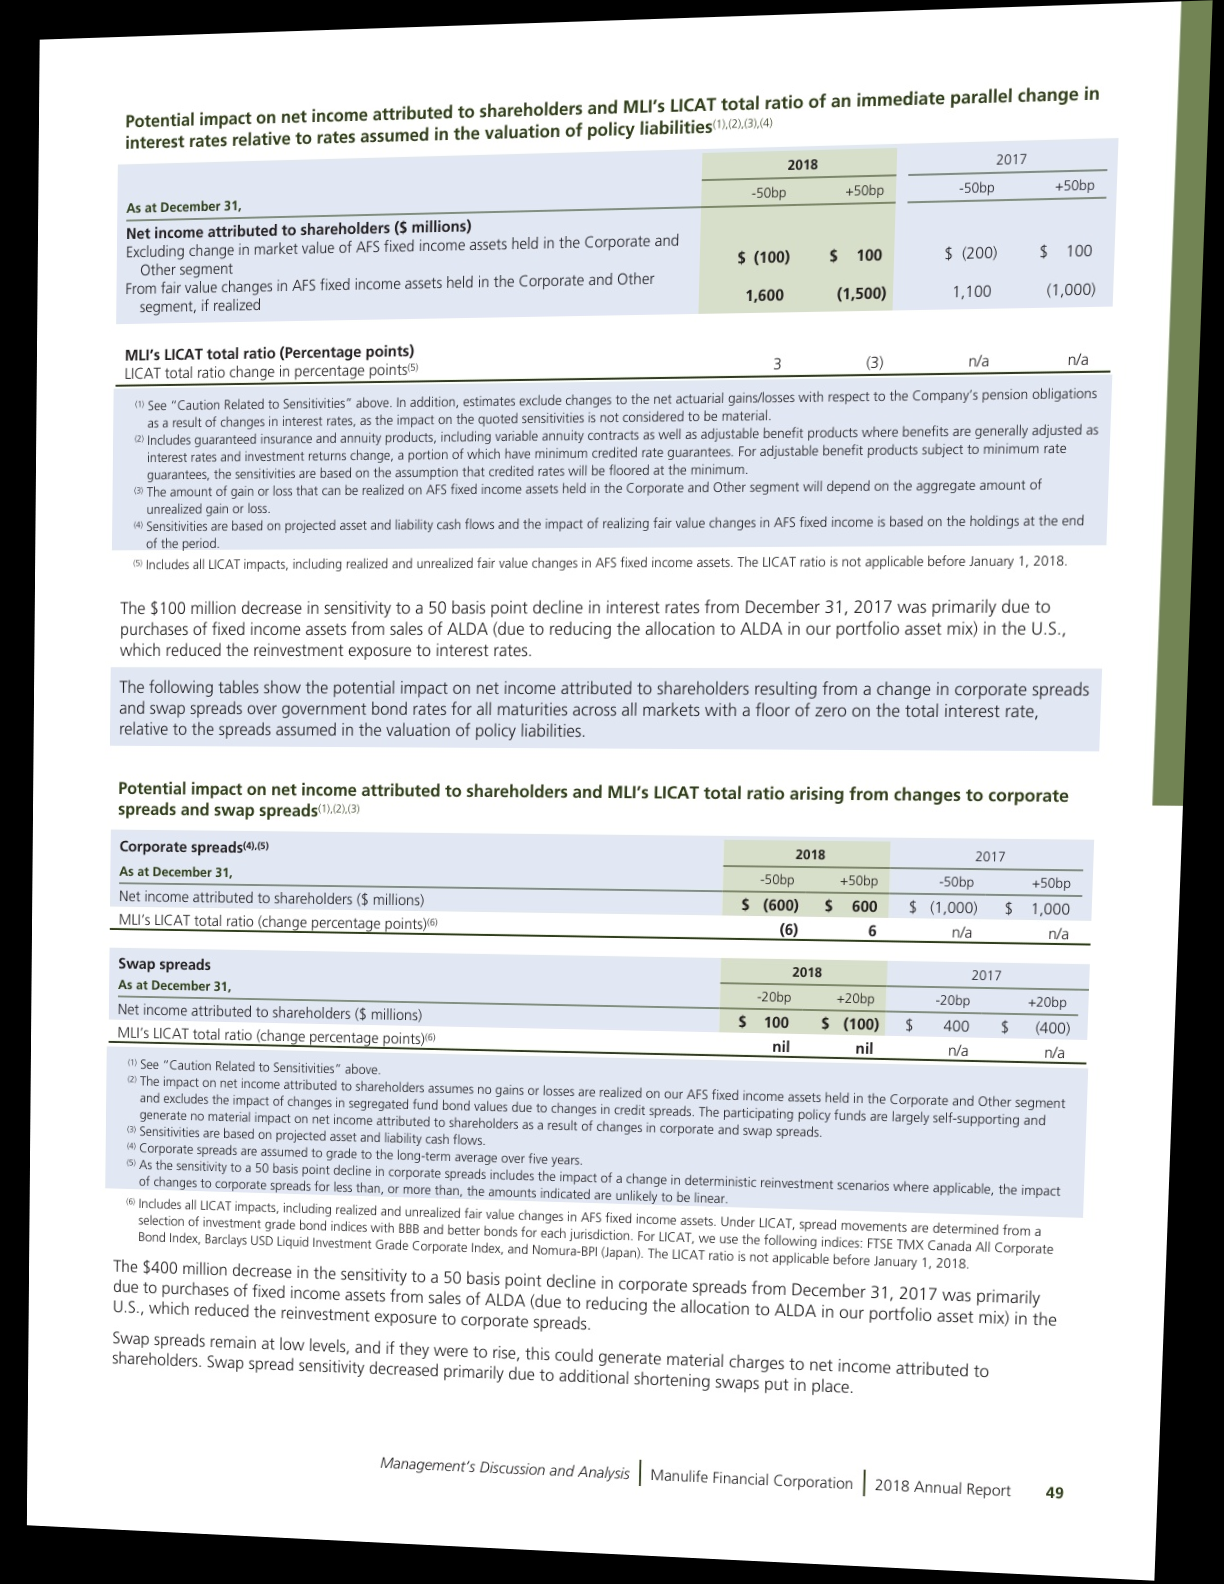 Potential impact on net income attributed to shareholders and MLI's LICAT total ratio of an immediate parallel change in
interest rates relative to rates assumed in the valuation of policy liabilities(1),(2),(3),(4)
2018 2017
As at December 31, -50bp +50bp -50bp +50bp
Net income attributed to shareholders ($ millions)
Excluding change in market value of AFS fixed income assets held in the Corporate and
Other segment $ (100) $ 100 $ (200) $ 100
From fair value changes in AFS fixed income assets held in the Corporate and Other
segment, if realized 1,600 (1,500) 1,100 (1,000)
MLI's LICAT total ratio (Percentage points)
LICAT total ratio change in percentage points(5) 3 (3) n/a n/a
(1) See "Caution Related to Sensitivities" above. In addition, estimates exclude changes to the net actuarial gains/losses with respect to the Company's pension obligations
as a result of changes in interest rates, as the impact on the quoted sensitivities is not considered to be material.
(2) Includes guaranteed insurance and annuity products, including variable annuity contracts as well as adjustable benefit products where benefits are generally adjusted as
interest rates and investment returns change, a portion of which have minimum credited rate guarantees. For adjustable benefit products subject to minimum rate
guarantees, the sensitivities are based on the assumption that credited rates will be floored at the minimum.
(3) The amount of gain or loss that can be realized on AFS fixed income assets held in the Corporate and Other segment will depend on the aggregate amount of
unrealized gain or loss.
(4) Sensitivities are based on projected asset and liability cash flows and the impact of realizing fair value changes in AFS fixed income is based on the holdings at the end
of the period.
(5) Includes all LICAT impacts, including realized and unrealized fair value changes in AFS fixed income assets. The LICAT ratio is not applicable before January 1, 2018.
The $100 million decrease in sensitivity to a 50 basis point decline in interest rates from December 31, 2017 was primarily due to
purchases of fixed income assets from sales of ALDA (due to reducing the allocation to ALDA in our portfolio asset mix) in the U.S.,
which reduced the reinvestment exposure to interest rates.
The following tables show the potential impact on net income attributed to shareholders resulting from a change in corporate spreads
and swap spreads over government bond rates for all maturities across all markets with a floor of zero on the total interest rate,
relative to the spreads assumed in the valuation of policy liabilities.
Potential impact on net income attributed to shareholders and MLI's LICAT total ratio arising from changes to corporate
spreads and swap spreads(1),(2),(3)
Corporate spreads(4),(5) 2018 2017
As at December 31, -50bp +50bp -50bp +50bp
Net income attributed to shareholders ($ millions) $ (600) $ 600 $ (1,000) $ 1,000
MLI's LICAT total ratio (change percentage points)(6) (6) 6 n/a n/a
Swap spreads 2018 2017
As at December 31, -20bp +20bp -20bp +20bp
Net income attributed to shareholders ($ millions) $ 100 $ (100) $ 400 $ (400)
MLI's LICAT total ratio (change percentage points)(6) nil nil n/a n/a
(1) See "Caution Related to Sensitivities" above.
(2) The impact on net income attributed to shareholders assumes no gains or losses are realized on our AFS fixed income assets held in the Corporate and Other segment
and excludes the impact of changes in segregated fund bond values due to changes in credit spreads. The participating policy funds are largely self-supporting and
generate no material impact on net income attributed to shareholders as a result of changes in corporate and swap spreads.
(3) Sensitivities are based on projected asset and liability cash flows.
(4) Corporate spreads are assumed to grade to the long-term average over five years.
(5) As the sensitivity to a 50 basis point decline in corporate spreads includes the impact of a change in deterministic reinvestment scenarios where applicable, the impact
of changes to corporate spreads for less than, or more than, the amounts indicated are unlikely to be linear.
(6) Includes all LICAT impacts, including realized and unrealized fair value changes in AFS fixed income assets. Under LICAT, spread movements are determined from a
selection of investment grade bond indices with BBB and better bonds for each jurisdiction. For LICAT, we use the following indices: FTSE TMX Canada All Corporate
Bond Index, Barclays USD Liquid Investment Grade Corporate Index, and Nomura-BPI (Japan). The LICAT ratio is not applicable before January 1, 2018.
The $400 million decrease in the sensitivity to a 50 basis point decline in corporate spreads from December 31, 2017 was primarily
due to purchases of fixed income assets from sales of ALDA (due to reducing the allocation to ALDA in our portfolio asset mix) in the
U.S., which reduced the reinvestment exposure to corporate spreads.
Swap spreads remain at low levels, and if they were to rise, this could generate material charges to net income attributed to
shareholders. Swap spread sensitivity decreased primarily due to additional shortening swaps put in place.
Management's Discussion and Analysis | Manulife Financial Corporation | 2018 Annual Report 49